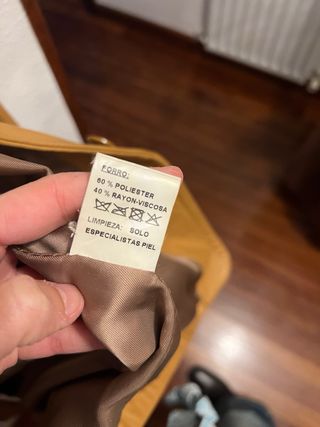 FORRO:
60 % POLIESTER
40 % RAYON-VISCOSA
LIMPIEZA: SOLO
ESPECIALISTAS PIEL